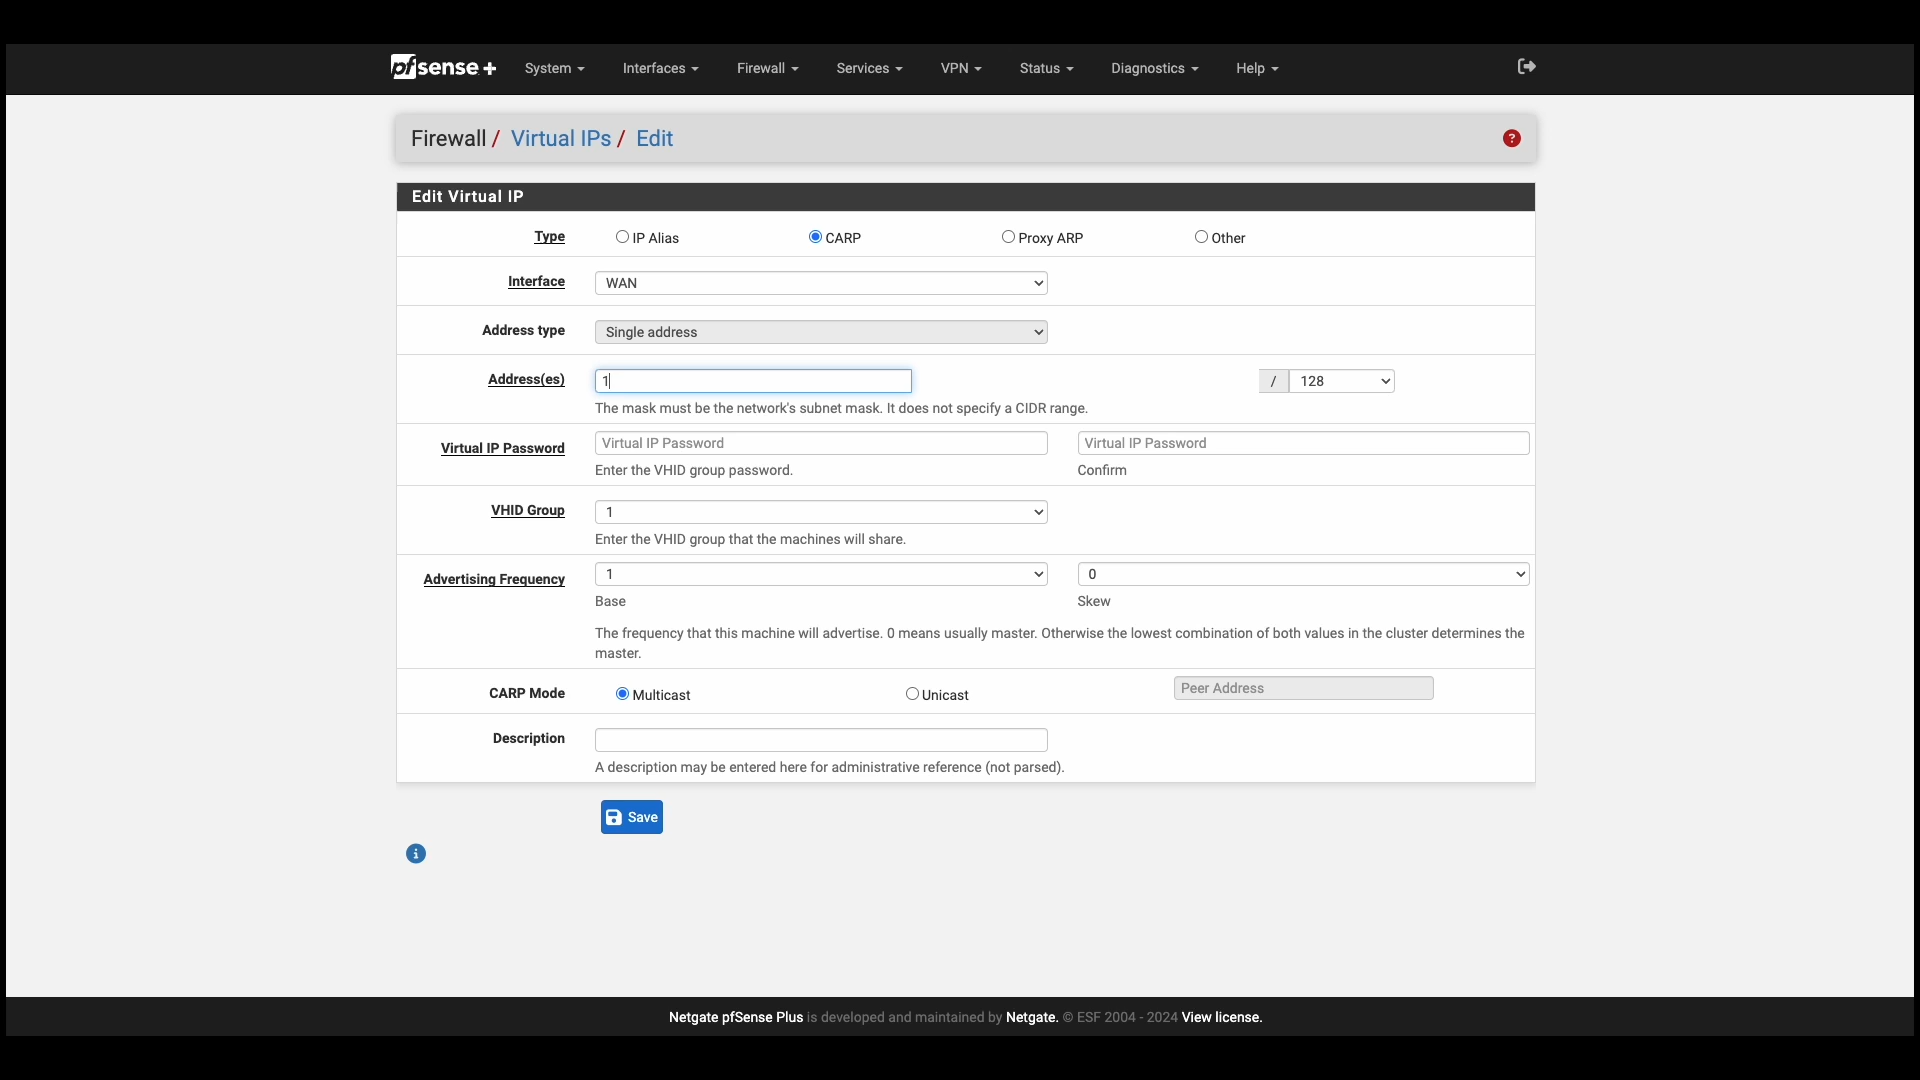 pfsense + System Interfaces Firewall Services VPN Status Diagnostics Help
Firewall / Virtual IPs / Edit ?
Edit Virtual IP
Type IP Alias CARP Proxy ARP Other
Interface WAN
Address type Single address
Address(es) 1 / 128
The mask must be the network's subnet mask. It does not specify a CIDR range.
Virtual IP Password Virtual IP Password Virtual IP Password
Enter the VHID group password. Confirm
VHID Group 1
Enter the VHID group that the machines will share.
Advertising Frequency 1 0
Base Skew
The frequency that this machine will advertise. 0 means usually master. Otherwise the lowest combination of both values in the cluster determines the
master.
CARP Mode Multicast Unicast Peer Address
Description
A description may be entered here for administrative reference (not parsed).
Save
i
Netgate pfSense Plus is developed and maintained by Netgate. © ESF 2004 - 2024 View license.